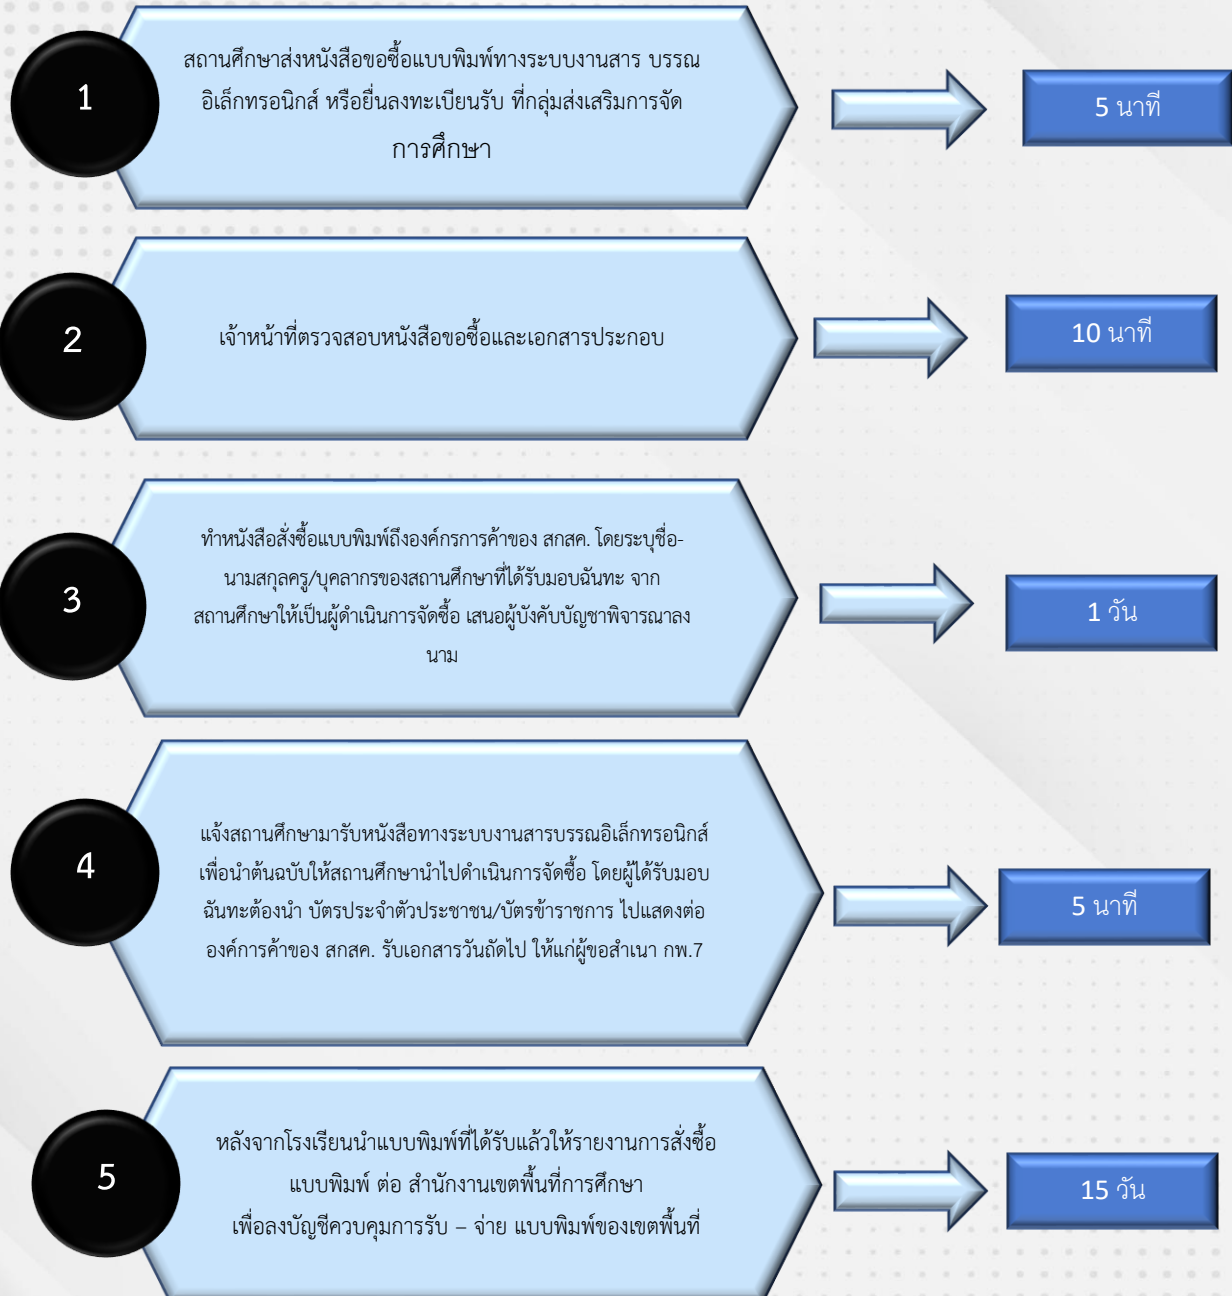 1
สถานศึกษาส่งหนังสือขอซื้อแบบพิมพ์ทางระบบงานสาร บรรณ
อิเล็กทรอนิกส์ หรือยื่นลงทะเบียนรับ ที่กลุ่มส่งเสริมการจัด
การศึกษา
5 นาที
2
เจ้าหน้าที่ตรวจสอบหนังสือขอซื้อและเอกสารประกอบ
10 นาที
3
ทำหนังสือสั่งซื้อแบบพิมพ์ถึงองค์กรการค้าของ สกสค. โดยระบุชื่อ-
นามสกุลครู/บุคลากรของสถานศึกษาที่ได้รับมอบฉันทะ จาก
สถานศึกษาให้เป็นผู้ดำเนินการจัดซื้อ เสนอผู้บังคับบัญชาพิจารณาลง
นาม
1 วัน
4
แจ้งสถานศึกษามารับหนังสือทางระบบงานสารบรรณอิเล็กทรอนิกส์
เพื่อนำต้นฉบับให้สถานศึกษานำไปดำเนินการจัดซื้อ โดยผู้ได้รับมอบ
ฉันทะต้องนำ บัตรประจำตัวประชาชน/บัตรข้าราชการ ไปแสดงต่อ
องค์การค้าของ สกสค. รับเอกสารวันถัดไป ให้แก่ผู้ขอสำเนา กพ.7
5 นาที
5
หลังจากโรงเรียนนำแบบพิมพ์ที่ได้รับแล้วให้รายงานการสั่งซื้อ
แบบพิมพ์ ต่อ สำนักงานเขตพื้นที่การศึกษา
เพื่อลงบัญชีควบคุมการรับ – จ่าย แบบพิมพ์ของเขตพื้นที่
15 วัน